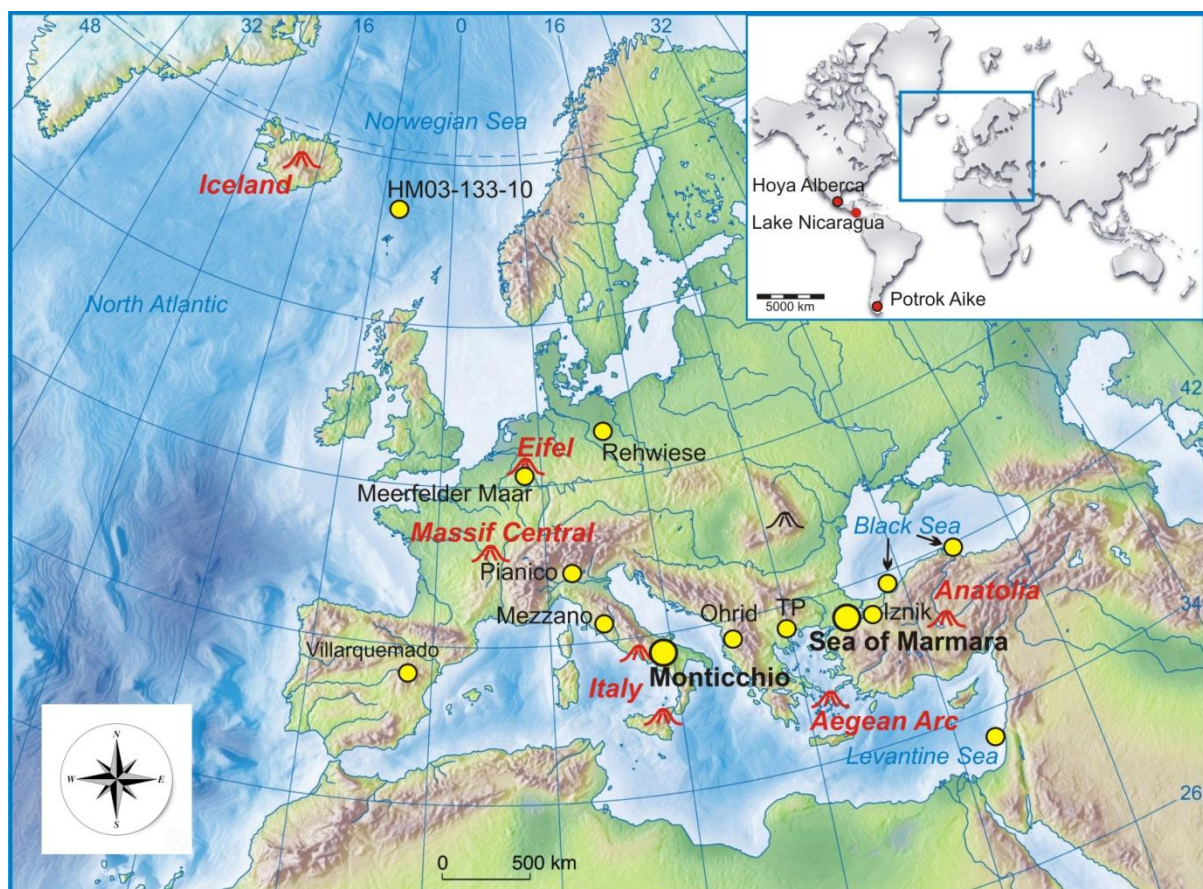 48
32
16
0
16
32
Norwegian Sea
Iceland
HM03-133-10
North Atlantic
Hoya Alberca
Lake Nicaragua
5000 km
Potrok Aike
42
Eifel
Rehwiese
Meerfelder Maar
Massif Central
Black Sea
Pianico
Anatolia
Mezzano
Ohrid
TP
Iznik
Sea of Marmara
Villarquemado
Monticchio
Italy
Aegean Arc
Levantine Sea
N
W
E
S
26
0 500 km